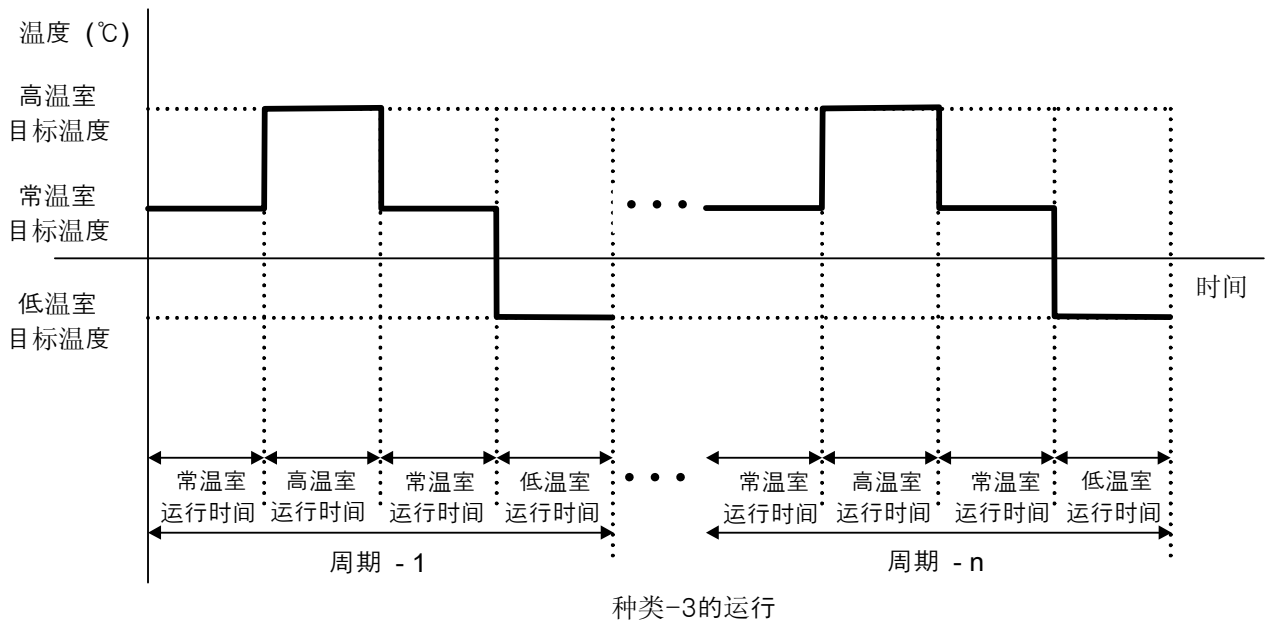 温度 (℃)
高温室
目标温度
常温室
目标温度
低温室
目标温度
时间
常温室
运行时间
高温室
运行时间
常温室
运行时间
低温室
运行时间
常温室
运行时间
高温室
运行时间
常温室
运行时间
低温室
运行时间
周期 - 1
周期 - n
种类-3的运行